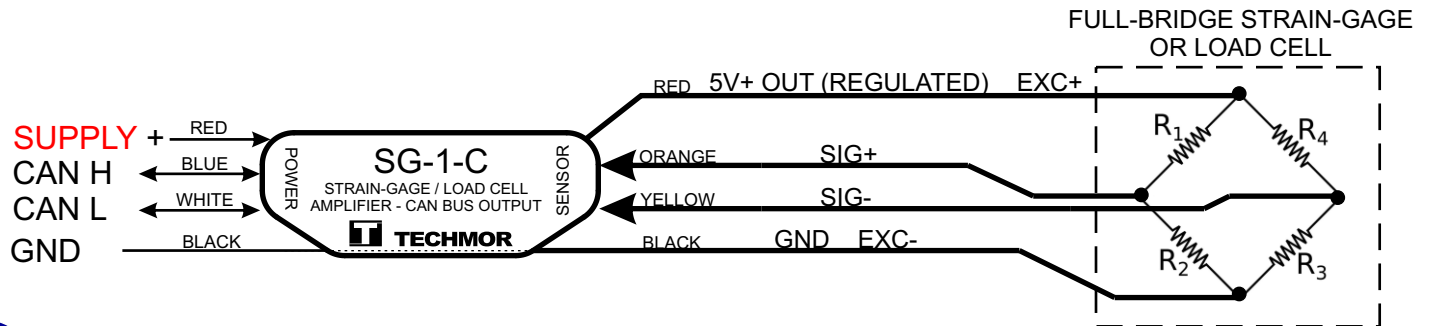 FULL-BRIDGE STRAIN-GAGE
OR LOAD CELL
RED 5V+ OUT (REGULATED) EXC+
SUPPLY + RED
CAN H BLUE
CAN L WHITE
GND BLACK
POWER
SG-1-C
STRAIN-GAGE / LOAD CELL
AMPLIFIER - CAN BUS OUTPUT
TECHMOR
SENSOR
ORANGE SIG+
YELLOW SIG-
BLACK GND EXC-
R1 R4
R2 R3